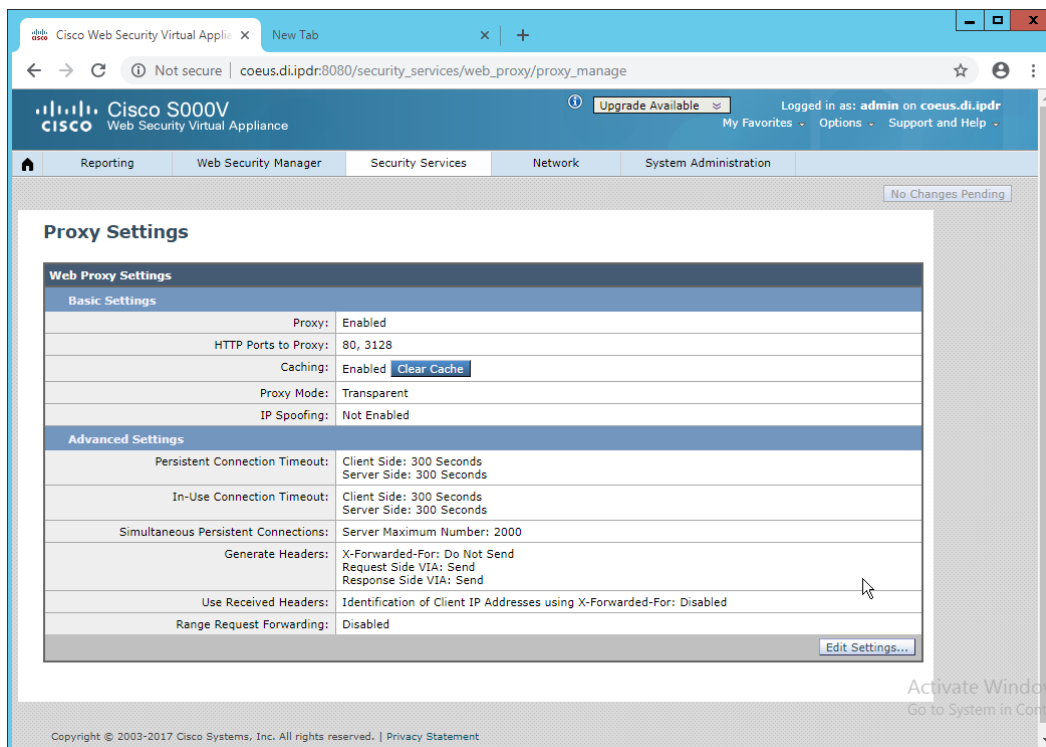 Cisco Web Security Virtual Applia
New Tab
Not secure | coeus.di.ipdr:8080/security_services/web_proxy/proxy_manage
CISCO
Cisco S000V
Web Security Virtual Appliance
Upgrade Available
Logged in as: admin on coeus.di.ipdr
My Favorites Options Support and Help
Reporting Web Security Manager Security Services Network System Administration
No Changes Pending
Proxy Settings
Web Proxy Settings
Basic Settings
Proxy: Enabled
HTTP Ports to Proxy: 80, 3128
Caching: Enabled Clear Cache
Proxy Mode: Transparent
IP Spoofing: Not Enabled
Advanced Settings
Persistent Connection Timeout: Client Side: 300 Seconds
Server Side: 300 Seconds
In-Use Connection Timeout: Client Side: 300 Seconds
Server Side: 300 Seconds
Simultaneous Persistent Connections: Server Maximum Number: 2000
Generate Headers: X-Forwarded-For: Do Not Send
Request Side VIA: Send
Response Side VIA: Send
Use Received Headers: Identification of Client IP Addresses using X-Forwarded-For: Disabled
Range Request Forwarding: Disabled
Edit Settings...
Activate Windo
Go to System in Cont
Copyright © 2003-2017 Cisco Systems, Inc. All rights reserved. | Privacy Statement